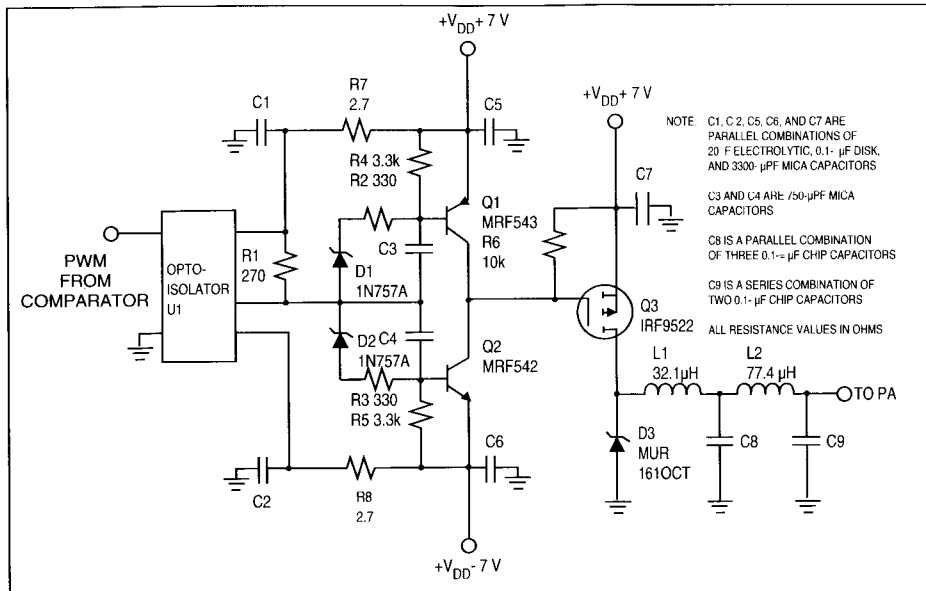 +VDD+ 7 V
C1
R7
2.7
C5
+VDD+ 7 V
NOTE: C1, C 2, C5, C6, AND C7 ARE
PARALLEL COMBINATIONS OF
20 F ELECTROLYTIC, 0.1- µF DISK,
AND 3300- µPF MICA CAPACITORS
C3 AND C4 ARE 750-µPF MICA
CAPACITORS
C8 IS A PARALLEL COMBINATION
OF THREE 0.1-= µF CHIP CAPACITORS
C9 IS A SERIES COMBINATION OF
TWO 0.1- µF CHIP CAPACITORS
ALL RESISTANCE VALUES IN OHMS
R4 3.3k
R2 330
C7
Q1
MRF543
R6
10k
PWM
FROM
COMPARATOR
OPTO-
ISOLATOR
U1
R1
270
C3
D1
1N757A
Q3
IRF9522
D2
1N757A
C4
Q2
MRF542
R3 330
R5 3.3k
L1
32.1µH
L2
77.4 µH
TO PA
D3
MUR
161OCT
C8
C9
C6
C2
R8
2.7
+VDD- 7 V